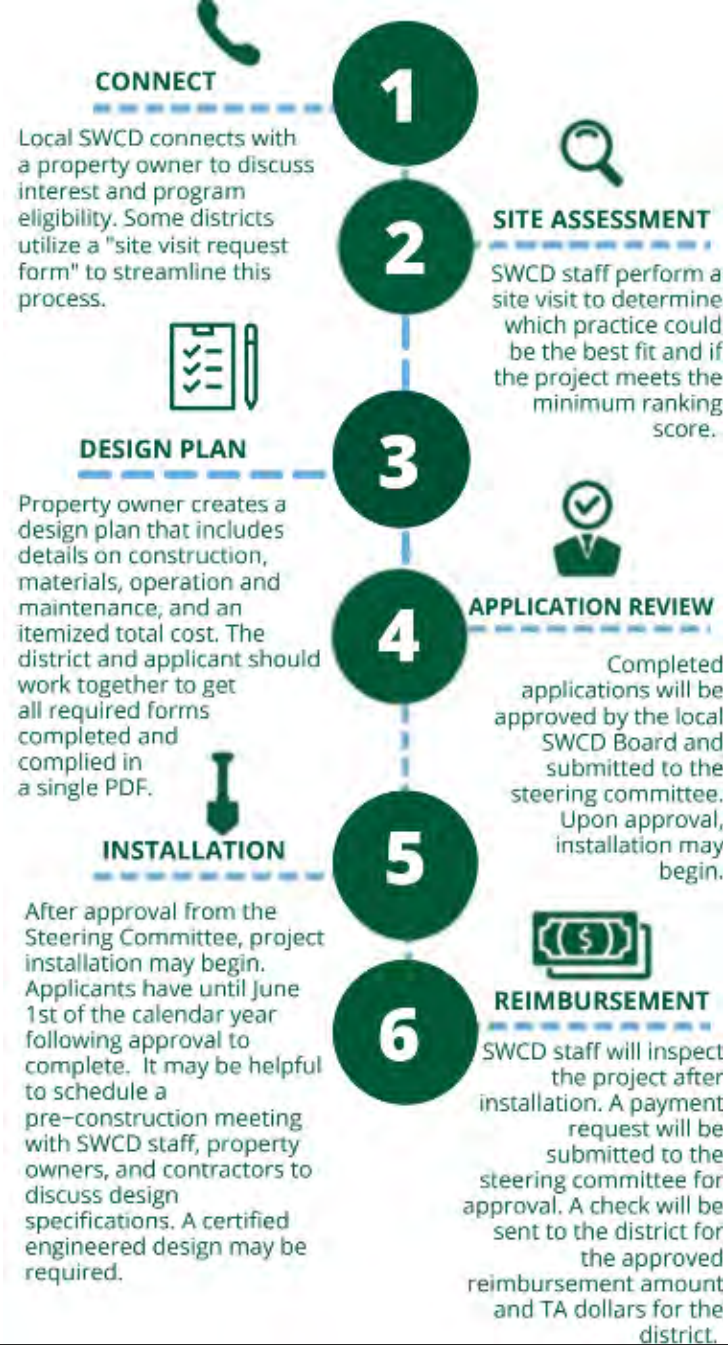 1
CONNECT
Local SWCD connects with
a property owner to discuss
interest and program
eligibility. Some districts
utilize a "site visit request
form" to streamline this
process.
2
SITE ASSESSMENT
SWCD staff perform a
site visit to determine
which practice could
be the best fit and if
the project meets the
minimum ranking
score.
3
DESIGN PLAN
Property owner creates a
design plan that includes
details on construction,
materials, operation and
maintenance, and an
itemized total cost. The
district and applicant should
work together to get
all required forms
completed and
complied in
a single PDF.
4
APPLICATION REVIEW
Completed
applications will be
approved by the local
SWCD Board and
submitted to the
steering committee.
Upon approval,
installation may
begin.
5
INSTALLATION
After approval from the
Steering Committee, project
installation may begin.
Applicants have until June
1st of the calendar year
following approval to
complete. It may be helpful
to schedule a
pre-construction meeting
with SWCD staff, property
owners, and contractors to
discuss design
specifications. A certified
engineered design may be
required.
6
$
REIMBURSEMENT
SWCD staff will inspect
the project after
installation. A payment
request will be
submitted to the
steering committee for
approval. A check will be
sent to the district for
the approved
reimbursement amount
and TA dollars for the
district.